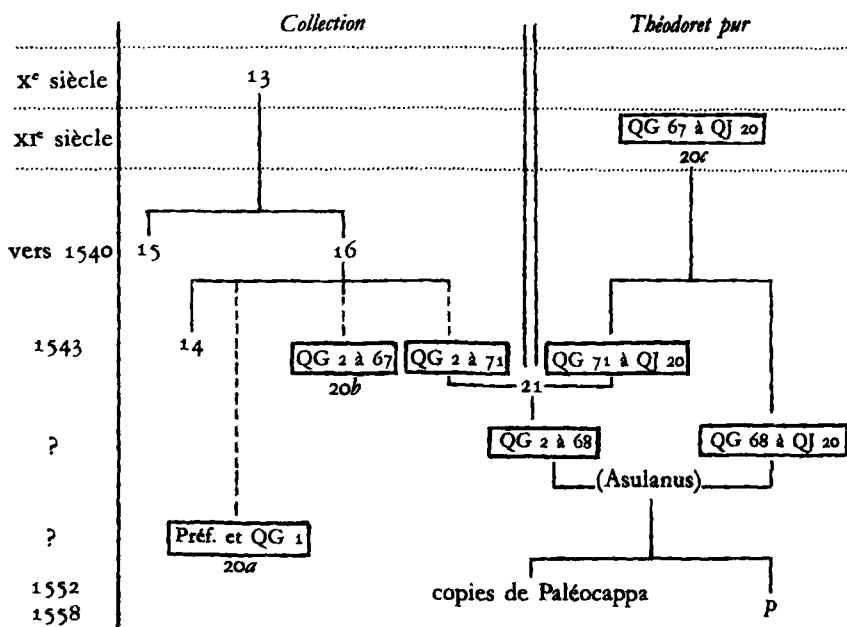 Collection Théodoret pur
Xe siècle 13
XIe siècle QG 67 à QJ 20
20c
vers 1540 15 16
1543 14 QG 2 à 67 QG 2 à 71 QG 71 à QJ 20
20b 21
? QG 2 à 68 QG 68 à QJ 20
(Asulanus)
? Préf. et QG 1
20a
1552 copies de Paléocappa p
1558